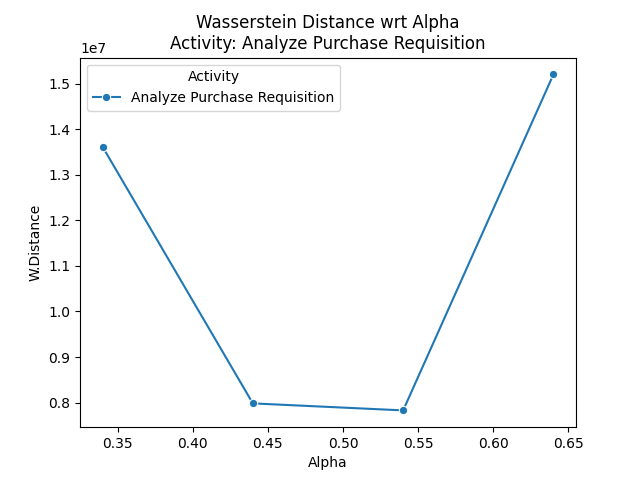 Wasserstein Distance wrt Alpha
Activity: Analyze Purchase Requisition
1e7
Activity
Analyze Purchase Requisition
1.5
1.4
1.3
1.2
1.1
1.0
0.9
0.8
W.Distance
0.35 0.40 0.45 0.50 0.55 0.60 0.65
Alpha